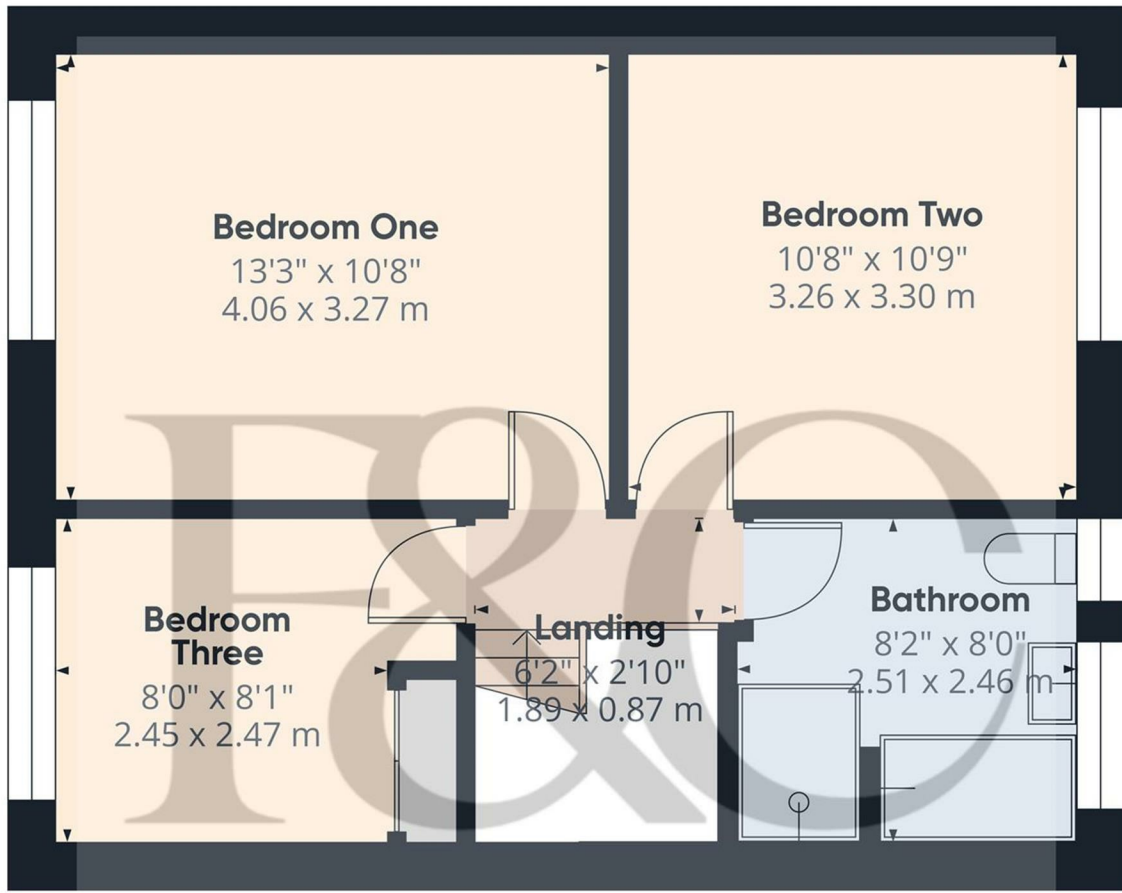 Bedroom One
13'3" x 10'8"
4.06 x 3.27 m
Bedroom Two
10'8" x 10'9"
3.26 x 3.30 m
Bedroom
Three
8'0" x 8'1"
2.45 x 2.47 m
Landing
6'2" x 2'10"
1.89 x 0.87 m
Bathroom
8'2" x 8'0"
2.51 x 2.46 m
F&C